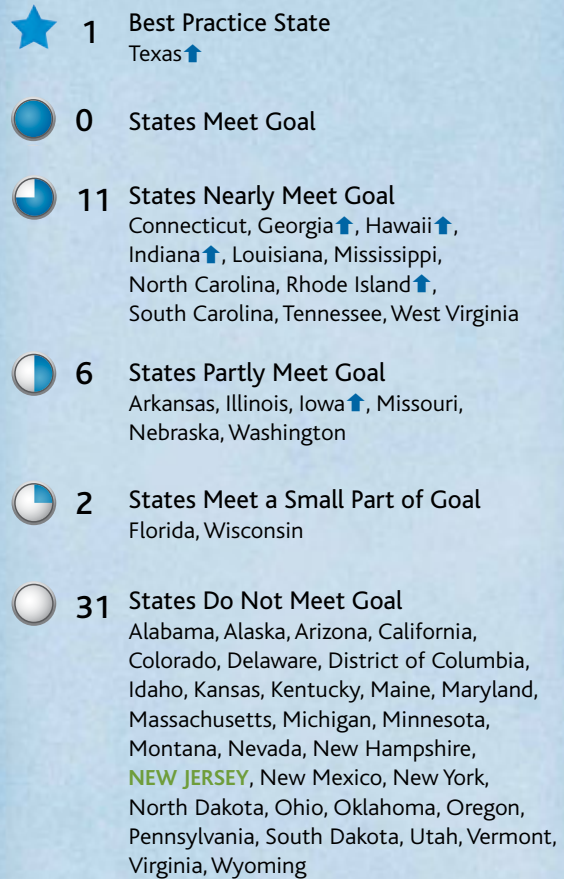 1 Best Practice State
Texas⬆
0 States Meet Goal
11 States Nearly Meet Goal
Connecticut, Georgia⬆, Hawaii⬆,
Indiana⬆, Louisiana, Mississippi,
North Carolina, Rhode Island⬆,
South Carolina, Tennessee, West Virginia
6 States Partly Meet Goal
Arkansas, Illinois, Iowa⬆, Missouri,
Nebraska, Washington
2 States Meet a Small Part of Goal
Florida, Wisconsin
31 States Do Not Meet Goal
Alabama, Alaska, Arizona, California,
Colorado, Delaware, District of Columbia,
Idaho, Kansas, Kentucky, Maine, Maryland,
Massachusetts, Michigan, Minnesota,
Montana, Nevada, New Hampshire,
NEW JERSEY, New Mexico, New York,
North Dakota, Ohio, Oklahoma, Oregon,
Pennsylvania, South Dakota, Utah, Vermont,
Virginia, Wyoming